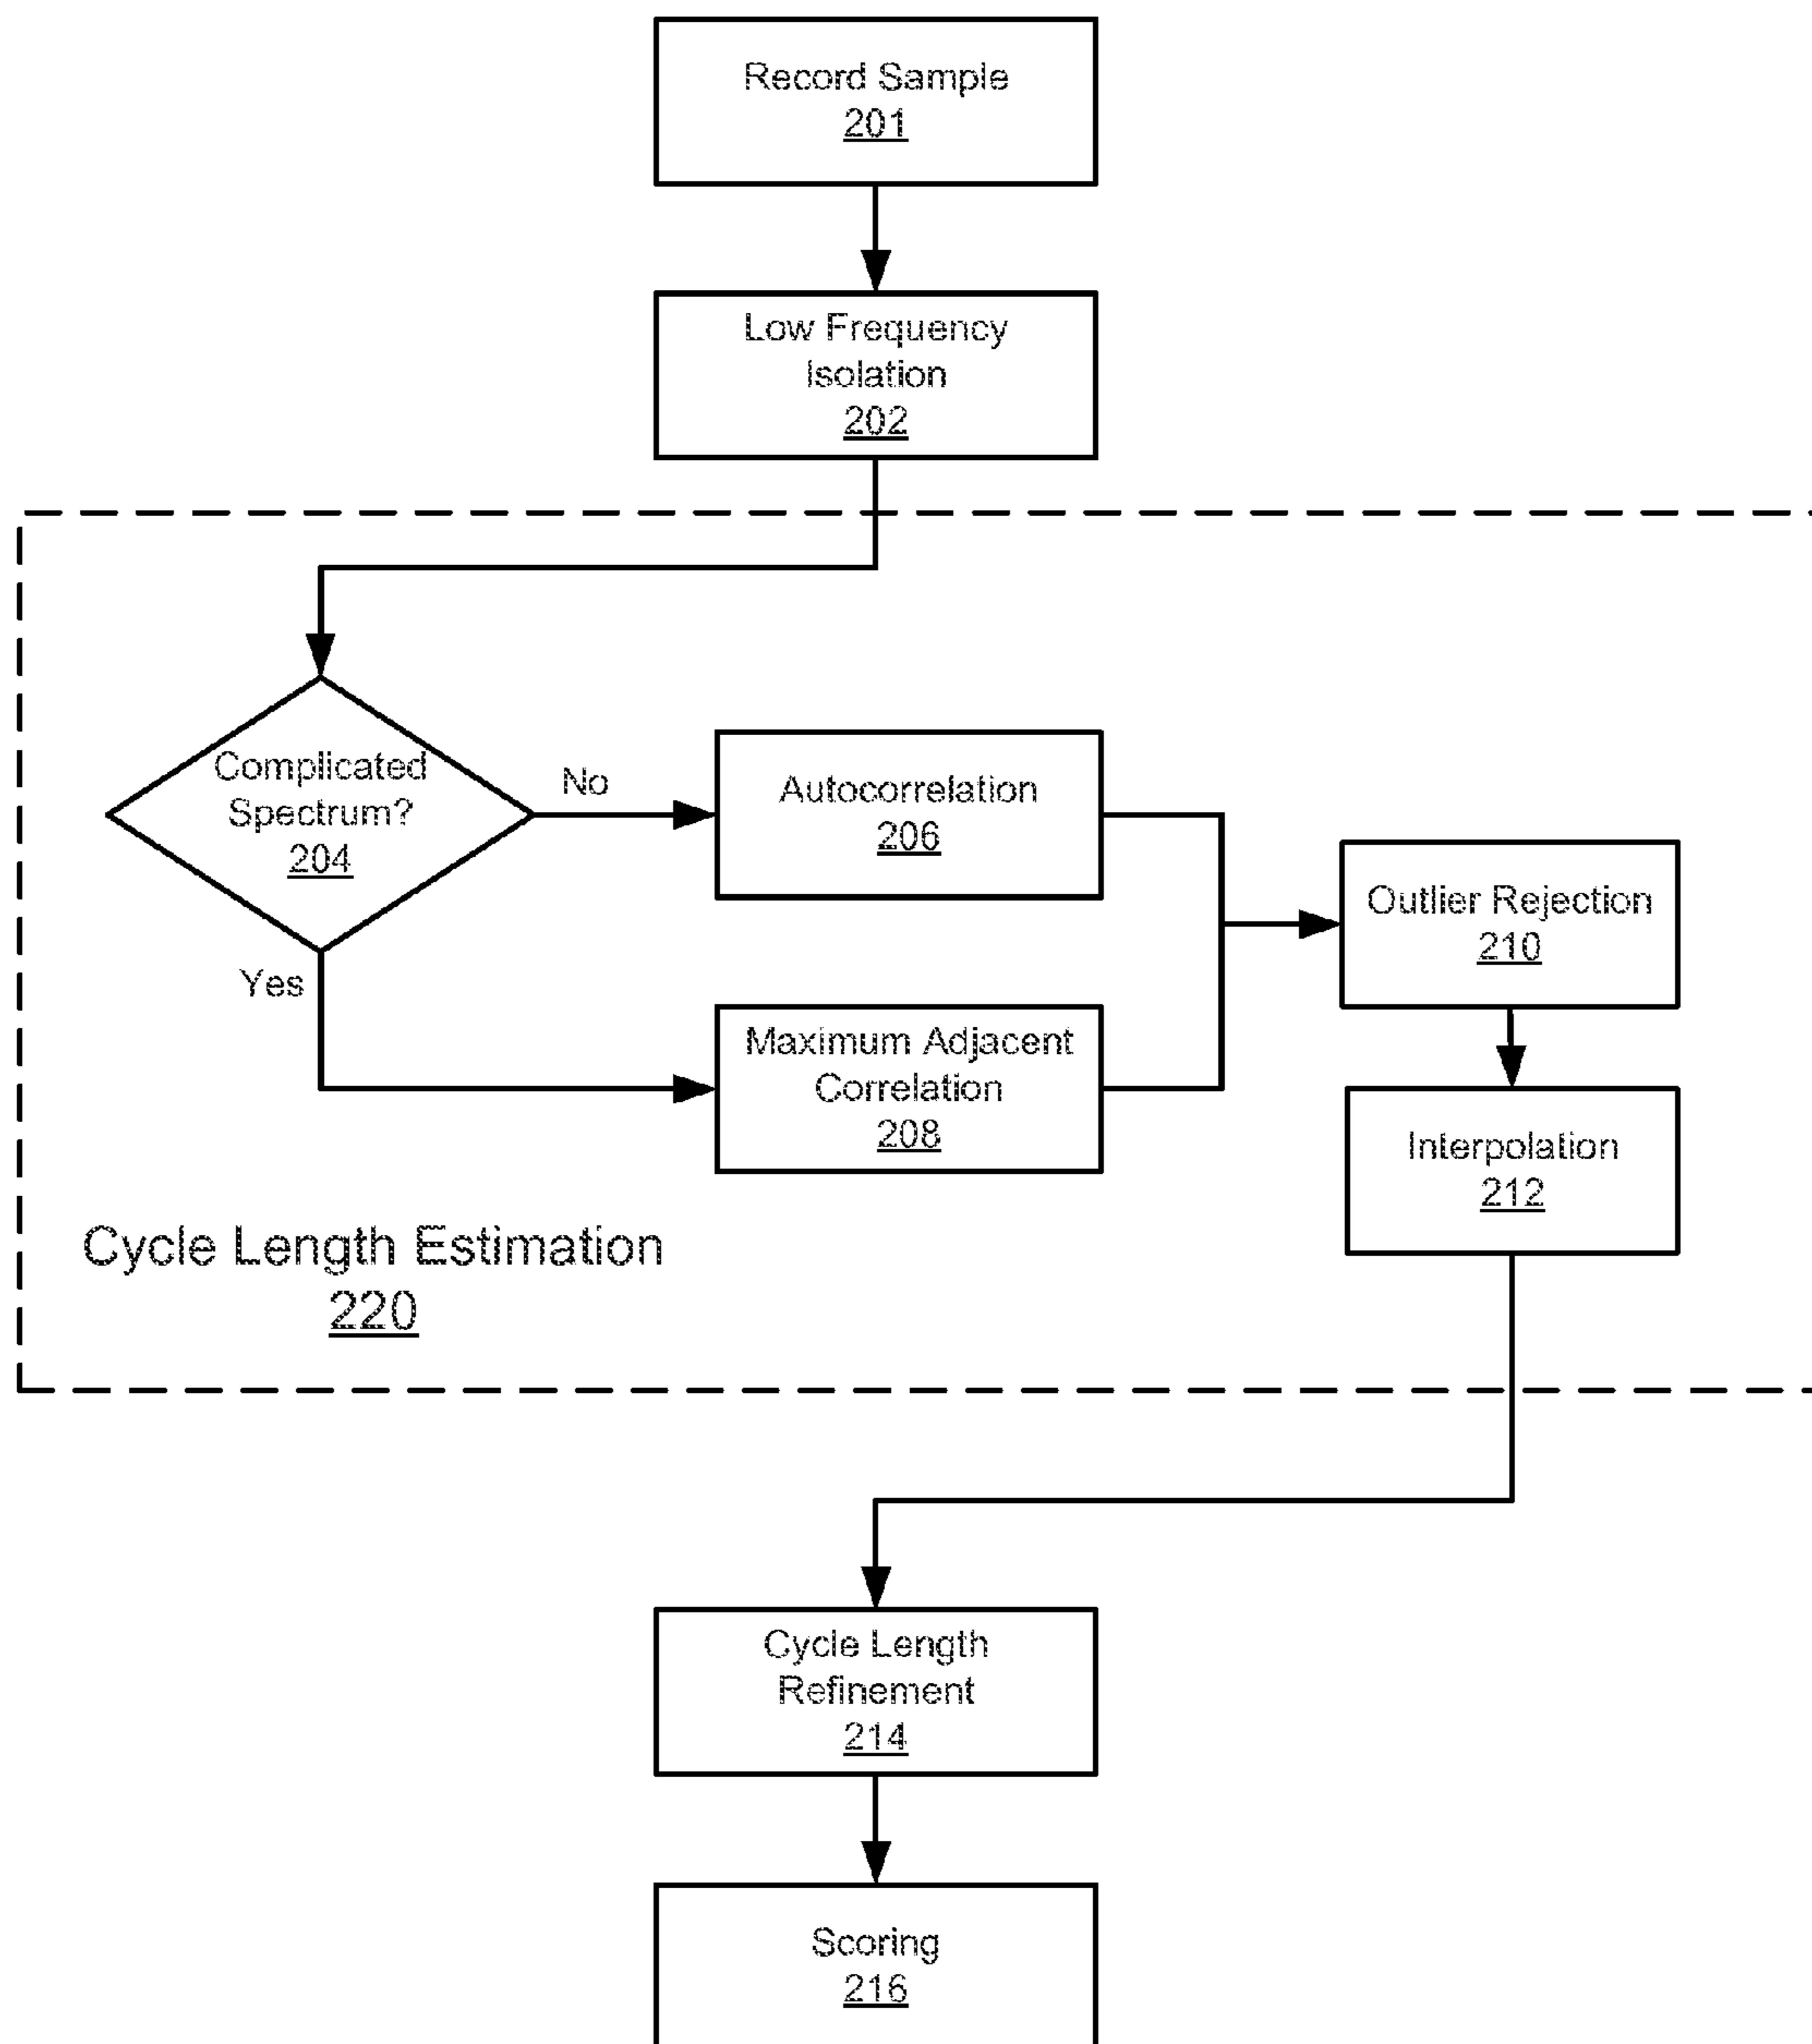 Record Sample
201
Low Frequency
Isolation
202
Complicated
Spectrum?
204
No
Yes
Autocorrelation
206
Maximum Adjacent
Correlation
208
Outlier Rejection
210
Interpolation
212
Cycle Length Estimation
220
Cycle Length
Refinement
214
Scoring
216